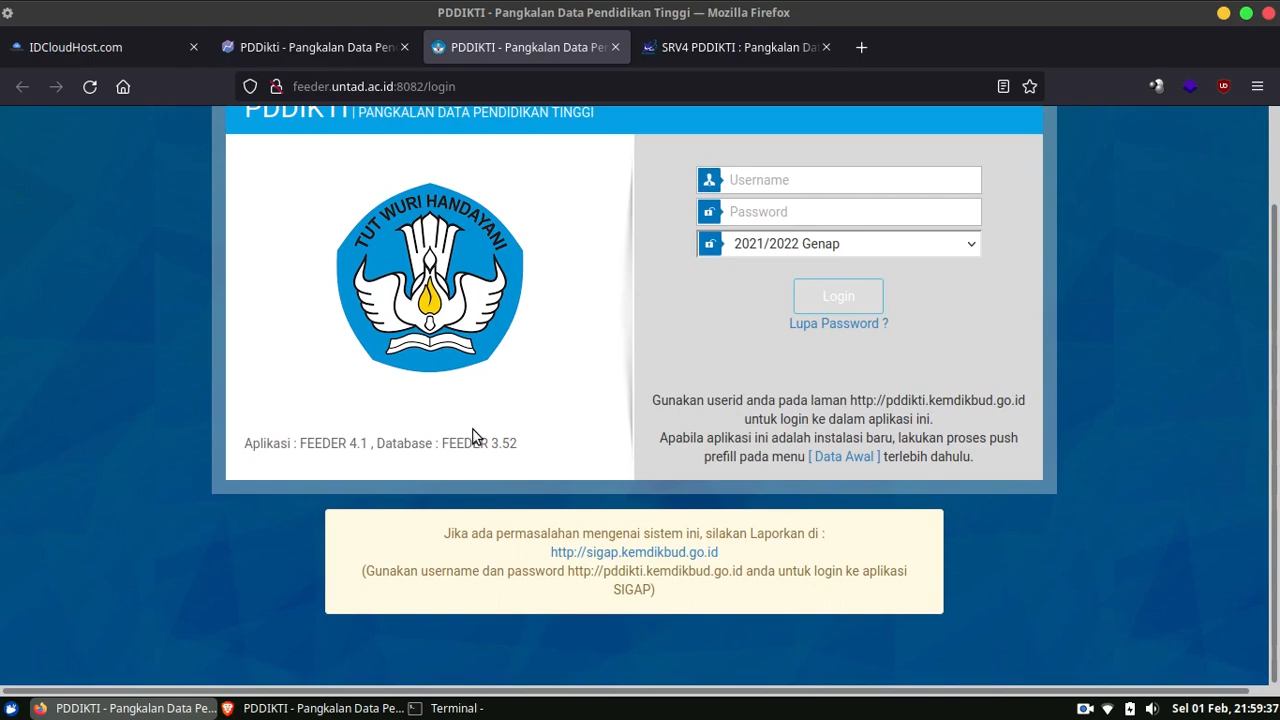 PDDIKTI - Pangkalan Data Pendidikan Tinggi — Mozilla Firefox
IDCloudHost.com
PDDikti - Pangkalan Data Pen
PDDIKTI - Pangkalan Data Per
SRV4 PDDIKTI : Pangkalan Dat
feeder.untad.ac.id:8082/login
PDDIKTI | PANGKALAN DATA PENDIDIKAN TINGGI
TUT WURI HANDAYANI
Aplikasi : FEEDER 4.1 , Database : FEEDER 3.52
Username
Password
2021/2022 Genap
Login
Lupa Password ?
Gunakan userid anda pada laman http://pddikti.kemdikbud.go.id
untuk login ke dalam aplikasi ini.
Apabila aplikasi ini adalah instalasi baru, lakukan proses push
prefill pada menu [ Data Awal ] terlebih dahulu.
Jika ada permasalahan mengenai sistem ini, silakan Laporkan di :
http://sigap.kemdikbud.go.id
(Gunakan username dan password http://pddikti.kemdikbud.go.id anda untuk login ke aplikasi
SIGAP)
PDDIKTI - Pangkalan Data Pe...
PDDIKTI - Pangkalan Data Pe...
Terminal -
Sel 01 Feb, 21:59:37